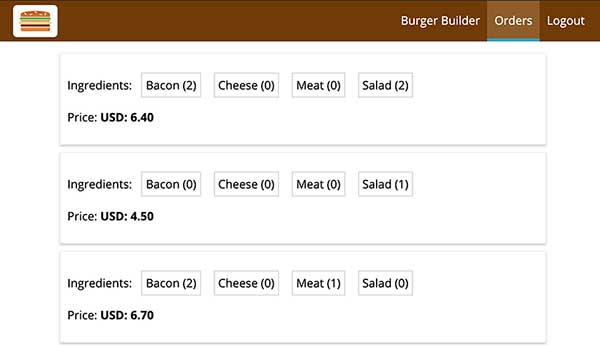 Burger Builder Orders Logout
Ingredients: Bacon (2) Cheese (0) Meat (0) Salad (2)
Price: USD: 6.40
Ingredients: Bacon (0) Cheese (0) Meat (0) Salad (1)
Price: USD: 4.50
Ingredients: Bacon (2) Cheese (0) Meat (1) Salad (0)
Price: USD: 6.70